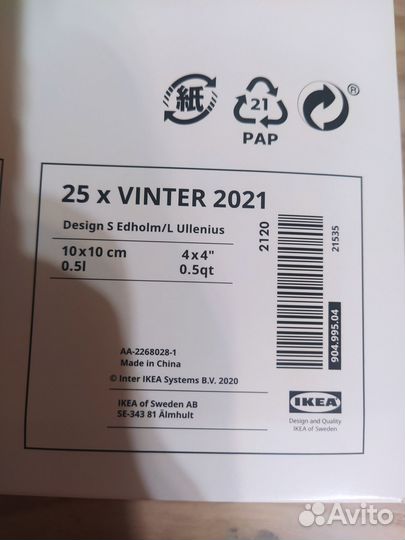 紙
21
PAP
®
25 x VINTER 2021
Design S Edholm/L Ullenius
10x10 cm 4x4"
0.5l 0.5qt
2120
21535
904.995.04
AA-2268028-1
Made in China
© Inter IKEA Systems B.V. 2020
IKEA of Sweden AB
SE-343 81 Älmhult
IKEA
Design and Quality
IKEA of Sweden
Avito